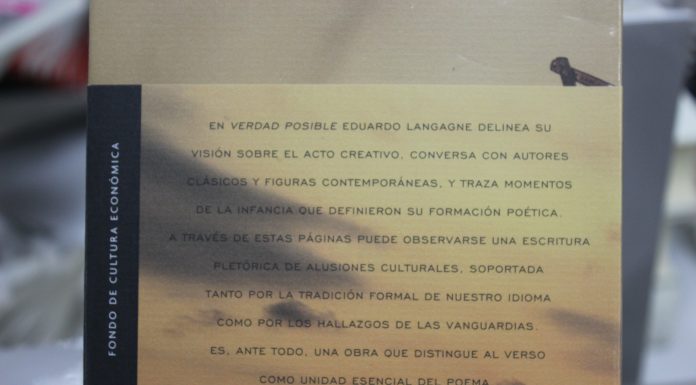 EN VERDAD POSIBLE EDUARDO LANGAGNE DELINEA SU
VISIÓN SOBRE EL ACTO CREATIVO, CONVERSA CON AUTORES
CLÁSICOS Y FIGURAS CONTEMPORÁNEAS, Y TRAZA MOMENTOS
DE LA INFANCIA QUE DEFINIERON SU FORMACIÓN POÉTICA.
A TRAVÉS DE ESTAS PÁGINAS PUEDE OBSERVARSE UNA ESCRITURA
PLETÓRICA DE ALUSIONES CULTURALES, SOPORTADA
TANTO POR LA TRADICIÓN FORMAL DE NUESTRO IDIOMA
COMO POR LOS HALLAZGOS DE LAS VANGUARDIAS.
ES, ANTE TODO, UNA OBRA QUE DISTINGUE AL VERSO
COMO UNIDAD ESENCIAL DEL POEMA
FONDO DE CULTURA ECONÓMICA